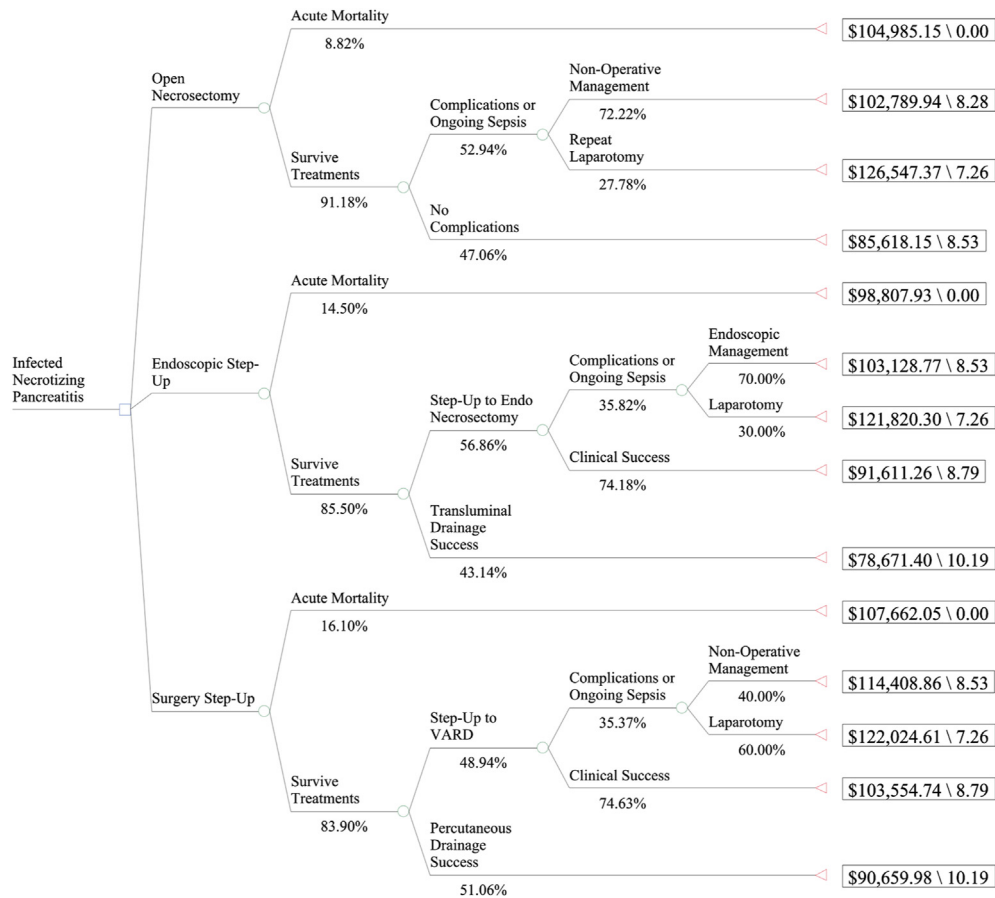 Acute Mortality
8.82%
$104,985.15 \ 0.00
Open
Necrosectomy
Non-Operative
Management
72.22%
$102,789.94 \ 8.28
Complications or
Ongoing Sepsis
52.94%
Repeat
Laparotomy
27.78%
$126,547.37 \ 7.26
Survive
Treatments
91.18%
No
Complications
47.06%
$85,618.15 \ 8.53
Acute Mortality
14.50%
$98,807.93 \ 0.00
Infected
Necrotizing
Pancreatitis
Endoscopic Step-
Up
Endoscopic
Management
70.00%
$103,128.77 \ 8.53
Complications or
Ongoing Sepsis
35.82%
Laparotomy
30.00%
$121,820.30 \ 7.26
Step-Up to Endo
Necrosectomy
56.86%
Clinical Success
74.18%
$91,611.26 \ 8.79
Survive
Treatments
85.50%
Transluminal
Drainage
Success
43.14%
$78,671.40 \ 10.19
Acute Mortality
16.10%
$107,662.05 \ 0.00
Surgery Step-Up
Non-Operative
Management
40.00%
$114,408.86 \ 8.53
Complications or
Ongoing Sepsis
35.37%
Laparotomy
60.00%
$122,024.61 \ 7.26
Step-Up to
VARD
48.94%
Clinical Success
74.63%
$103,554.74 \ 8.79
Survive
Treatments
83.90%
Percutaneous
Drainage
Success
51.06%
$90,659.98 \ 10.19